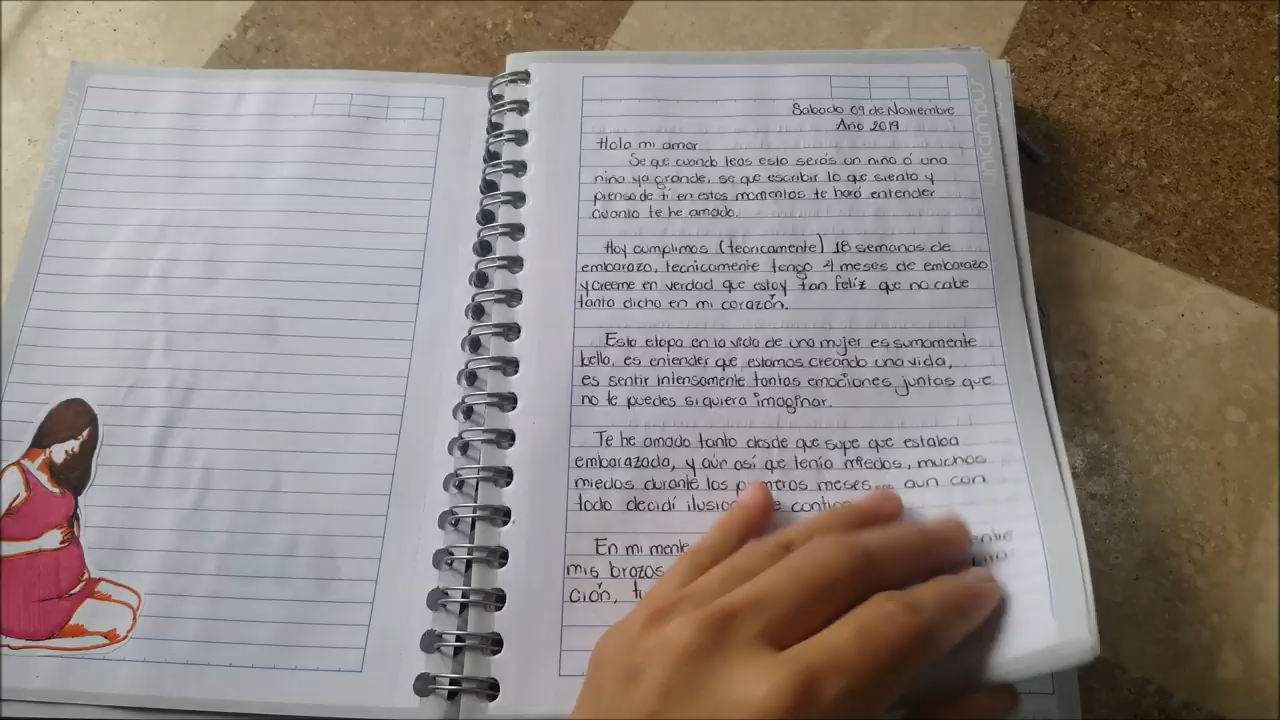 Sabado 09 de Noviembre
Año 2019
Hola mi amor
Se que cuando leas esto serás un niño ó una
niña ya grande, se que escribir lo que siento y
pienso de ti en estos momentos te hará entender
cuanto te he amado.
Hoy cumplimos (teoricamente) 18 semanas de
embarazo, tecnicamente tengo 4 meses de embarazo
y creeme en verdad que estoy tan feliz que no cabe
tanta dicha en mi corazón.
Esta etapa en la vida de una mujer es sumamente
bella, es entender que estamos creando una vida,
es sentir intensamente tantas emociones juntas que
no te puedes si quiera imaginar.
Te he amado tanto desde que supe que estaba
embarazada, y aún así que tenía miedos, muchos
miedos durante los primeros meses... aun con
todo decidí
En mi mente
mis brazos
ción,
unirampus
unirampus